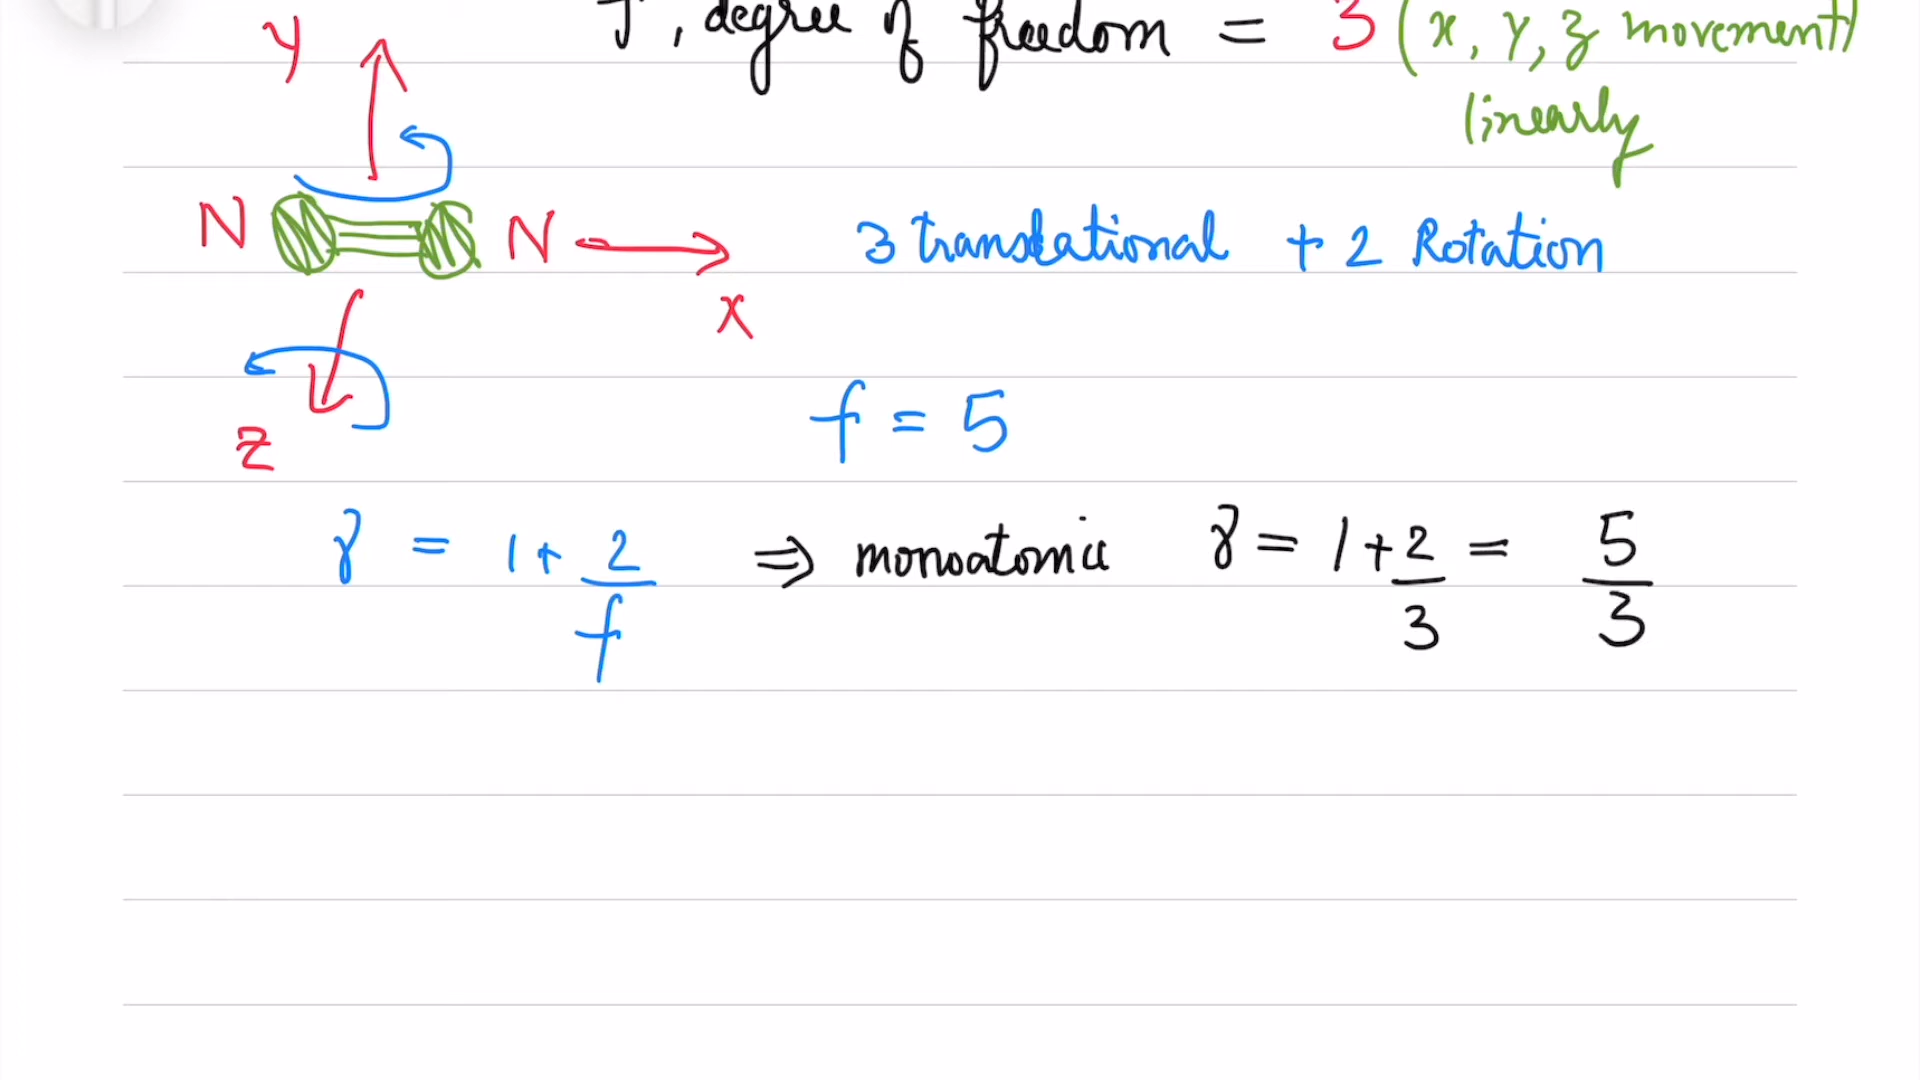 f, degree of freedom = 3 (x, y, z movement)
linearly
y
N N x
3 translational + 2 Rotation
z
f = 5
γ = 1 + 2/f ⇒ monoatomic γ = 1 + 2/3 = 5/3